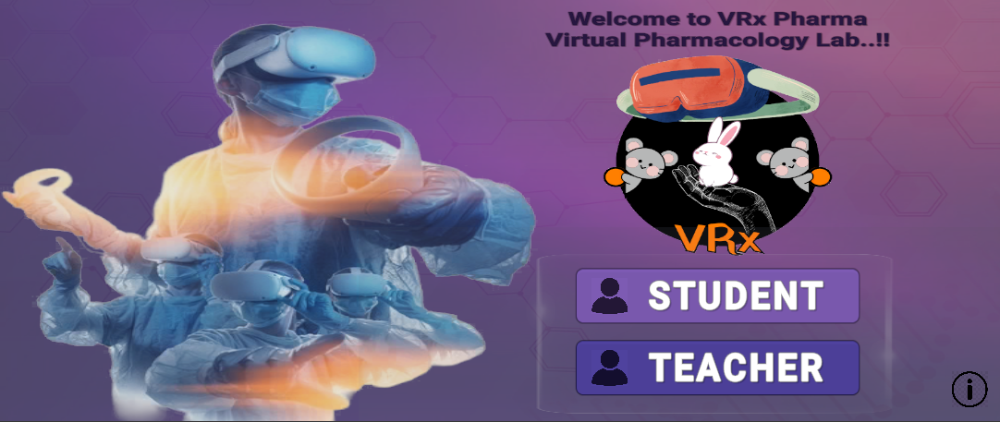 Welcome to VRx Pharma
Virtual Pharmacology Lab..!!
VRx
STUDENT
TEACHER
i